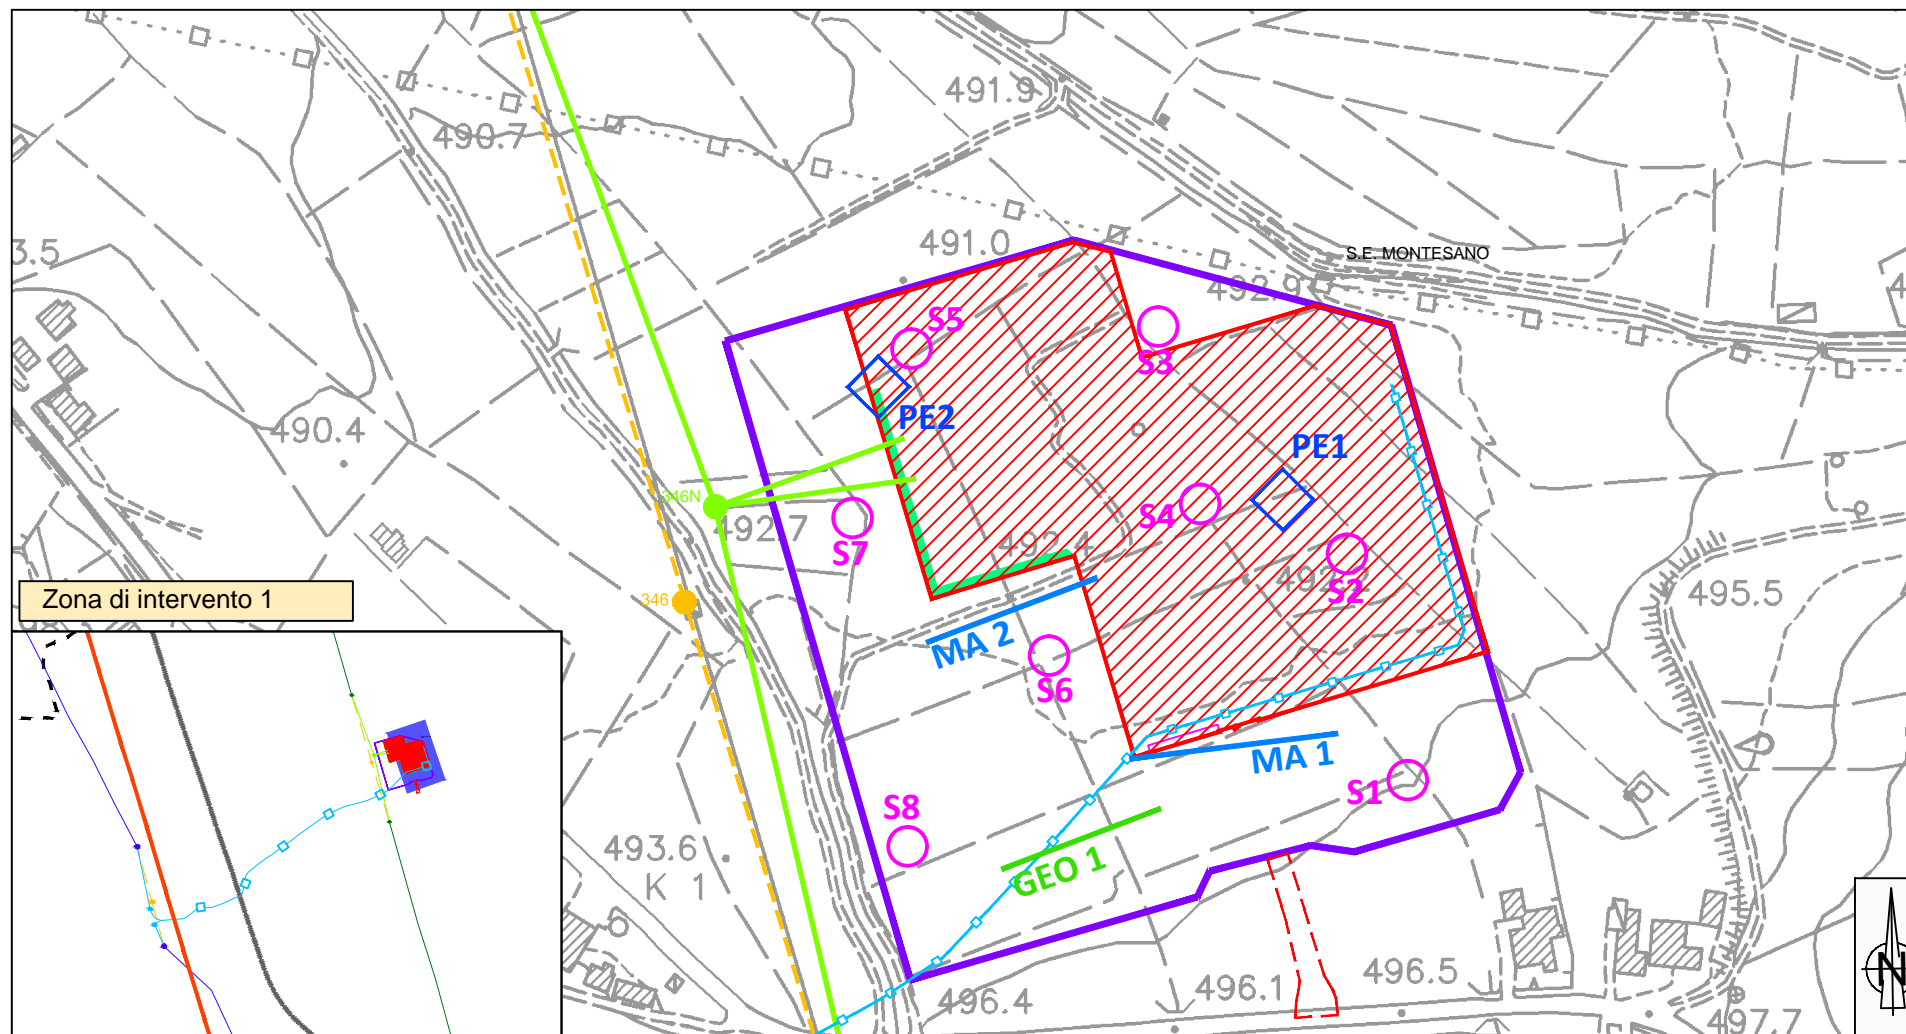 491.9
490.7
491.0
3.5
S.E. MONTESANO
492.9
S5
S3
PE2
490.4
PE1
346N
492.7
S4
S7
492.4
S2
346
Zona di intervento 1
495.5
MA 2
S6
MA 1
S1
S8
493.6
K 1
GEO 1
496.5
496.1
496.4
497.7
N